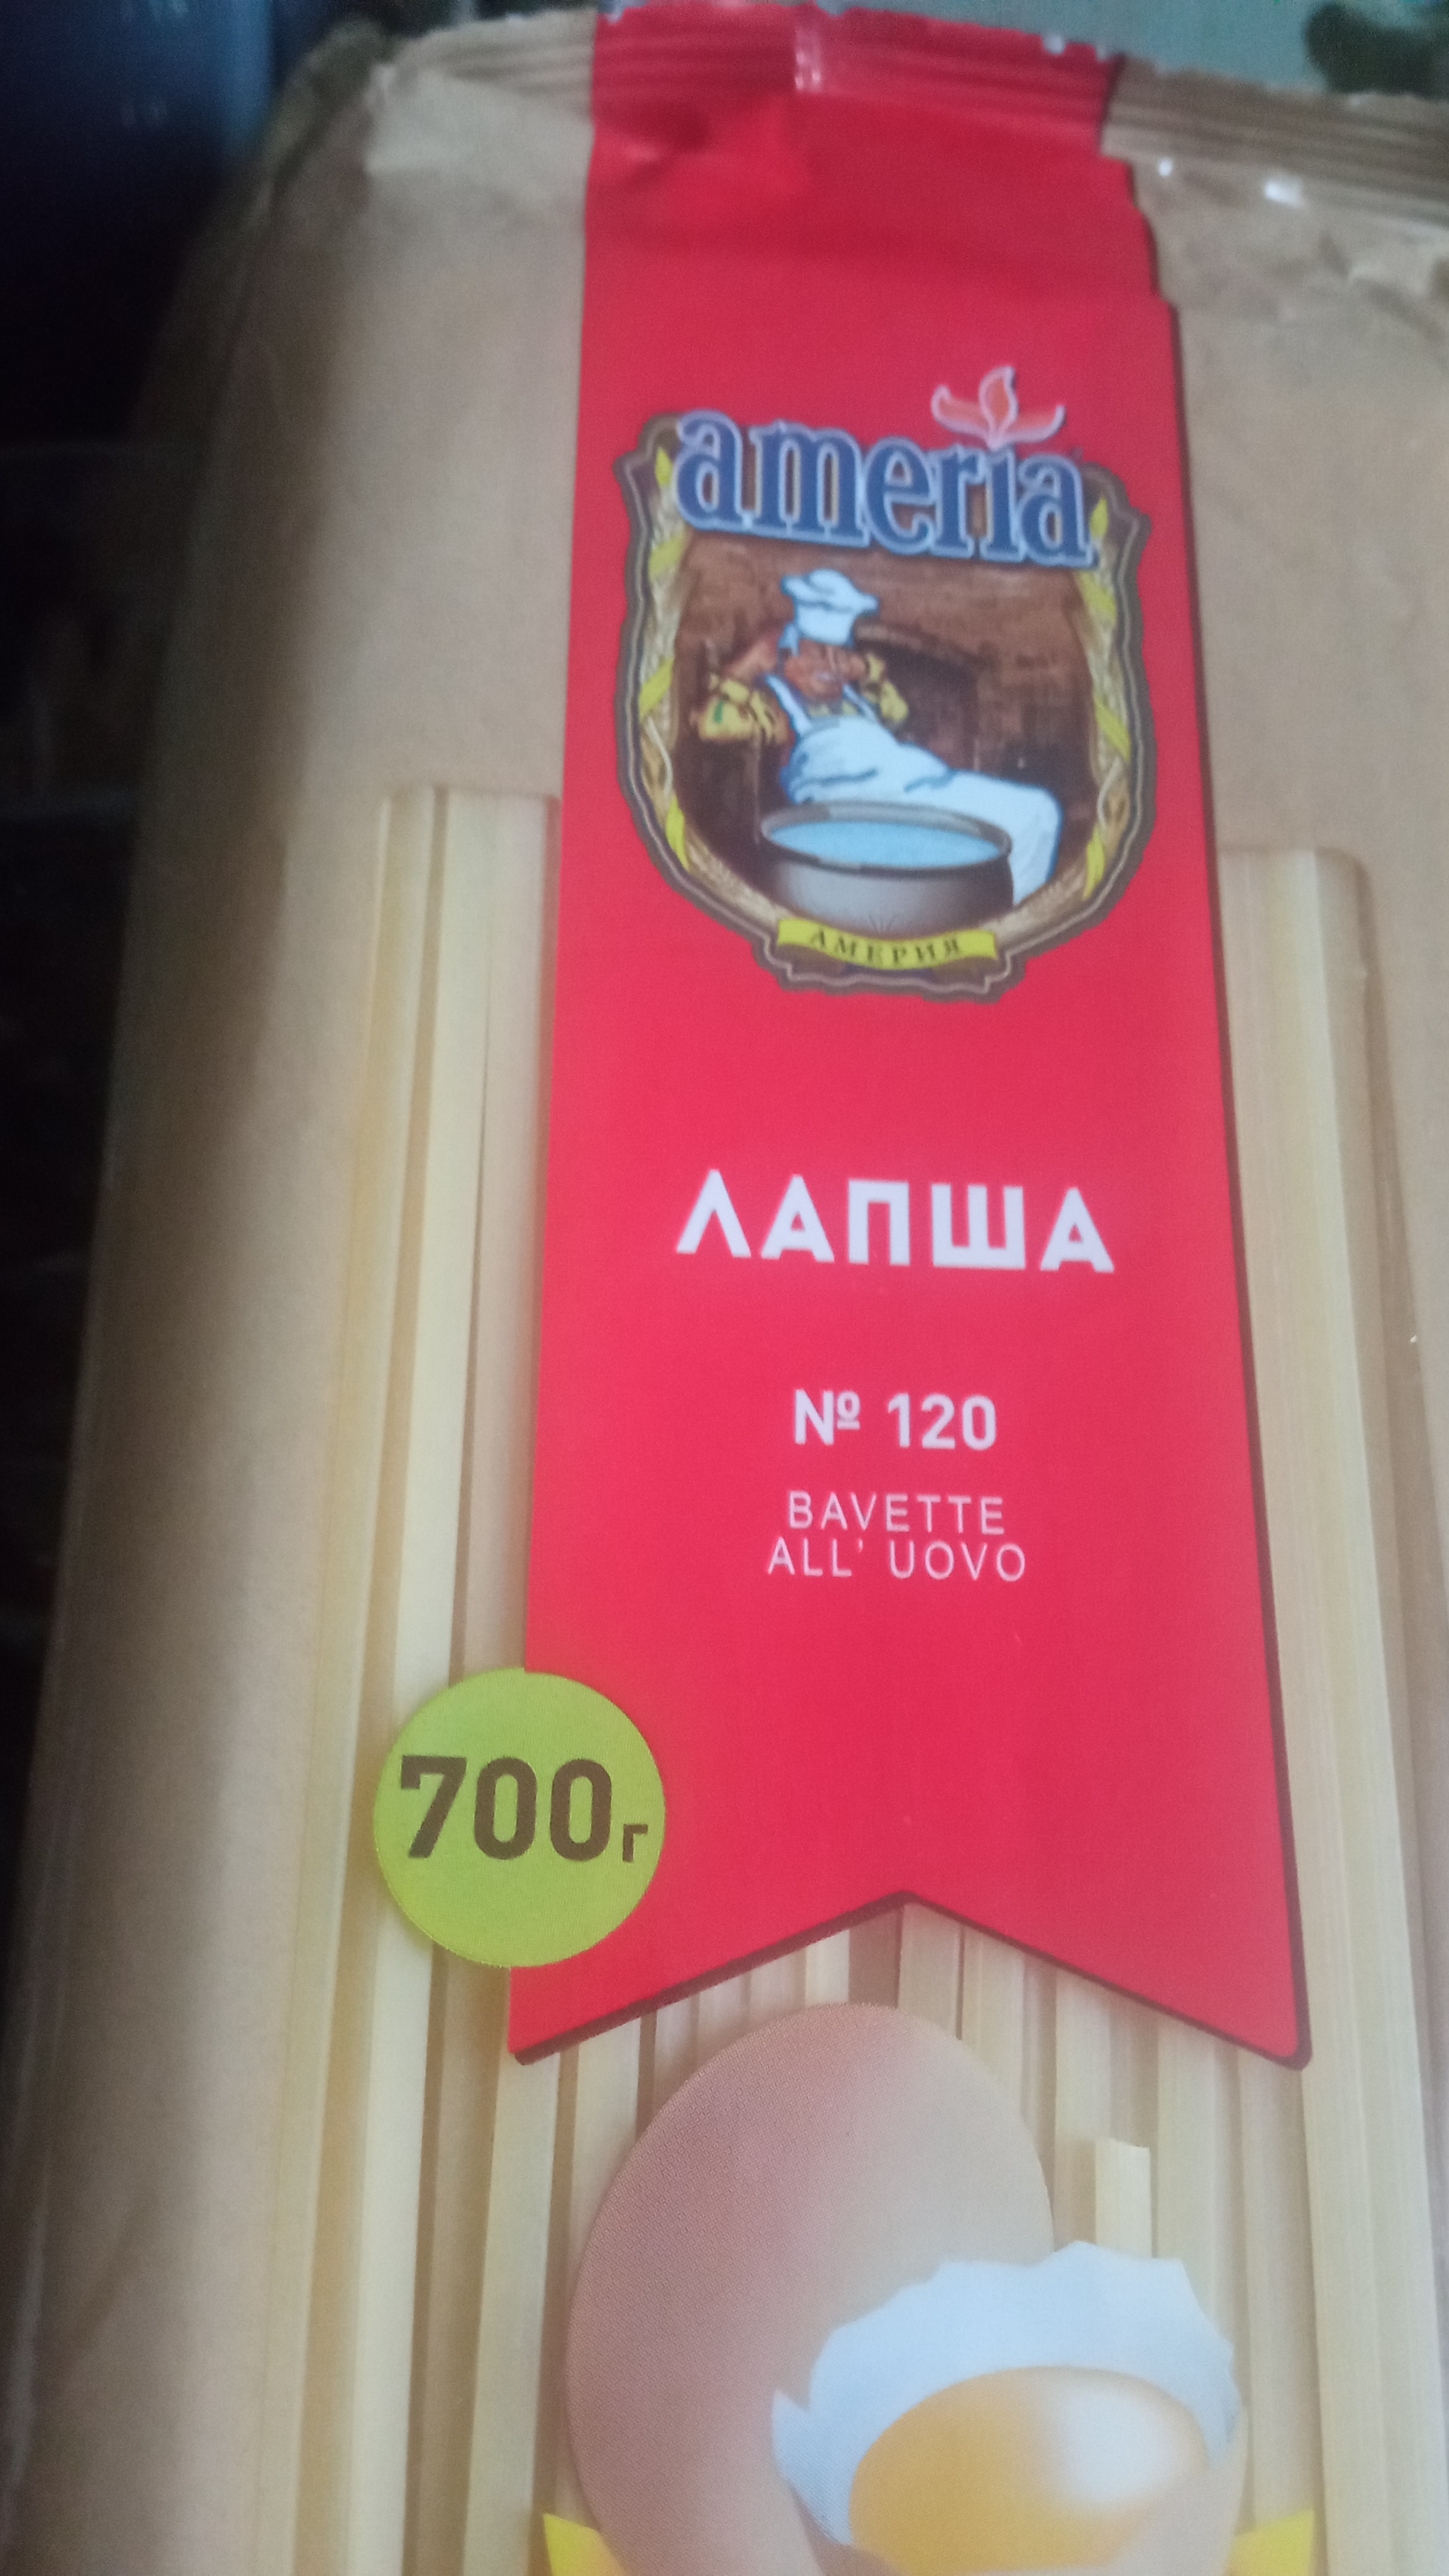 ameria
АМЕРИЯ
ЛАПША
№ 120
BAVETTE
ALL' UOVO
700г